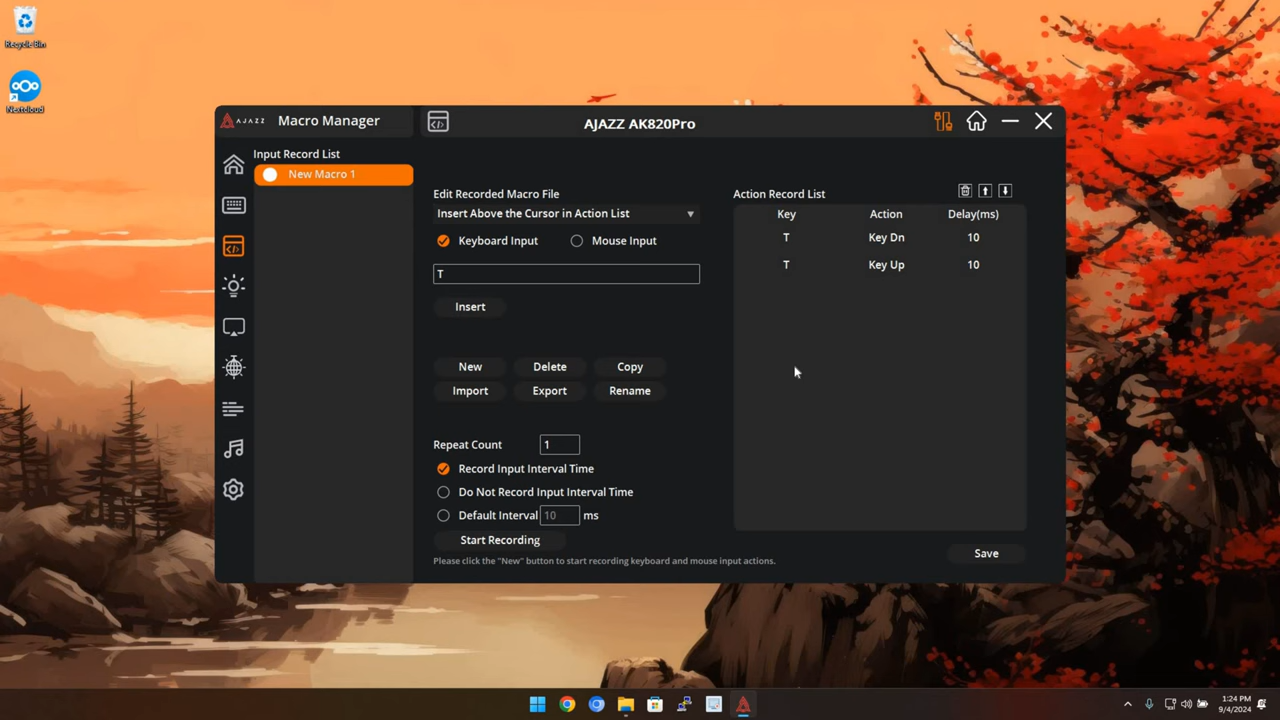 Recycle Bin
Nextcloud
AJAZZ Macro Manager
AJAZZ AK820Pro
Input Record List
New Macro 1
Edit Recorded Macro File
Insert Above the Cursor in Action List
Keyboard Input
Mouse Input
T
Insert
New
Delete
Copy
Import
Export
Rename
Repeat Count 1
Record Input Interval Time
Do Not Record Input Interval Time
Default Interval 10 ms
Start Recording
Please click the "New" button to start recording keyboard and mouse input actions.
Action Record List
Key Action Delay(ms)
T Key Dn 10
T Key Up 10
Save
1:24 PM
9/4/2024